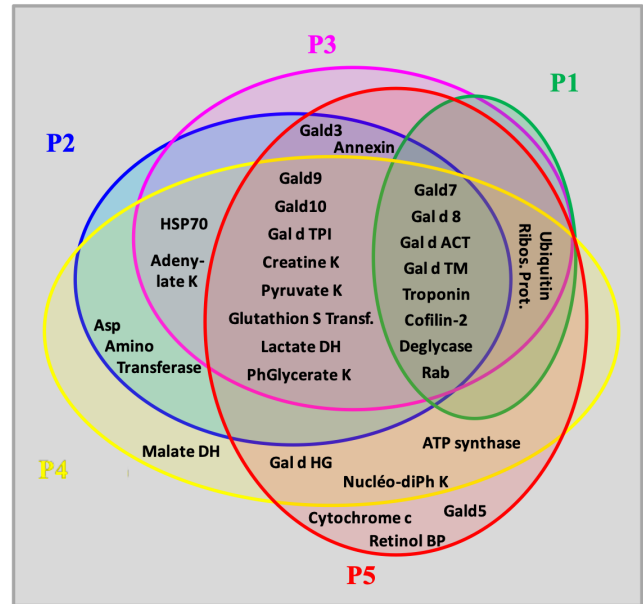 P3
P1
P2
Gald3
Annexin
Gald9
Gald10
Gal d TPI
Creatine K
Pyruvate K
Glutathion S Transf.
Lactate DH
PhGlycerate K
Gald7
Gal d 8
Gal d ACT
Gal d TM
Troponin
Cofilin-2
Deglycase
Rab
Ubiquitin
Ribos. Prot.
HSP70
Adeny-
late K
Asp
Amino
Transferase
Malate DH
P4
Gal d HG
ATP synthase
Nucléo-diPh K
Cytochrome c
Gald5
Retinol BP
P5